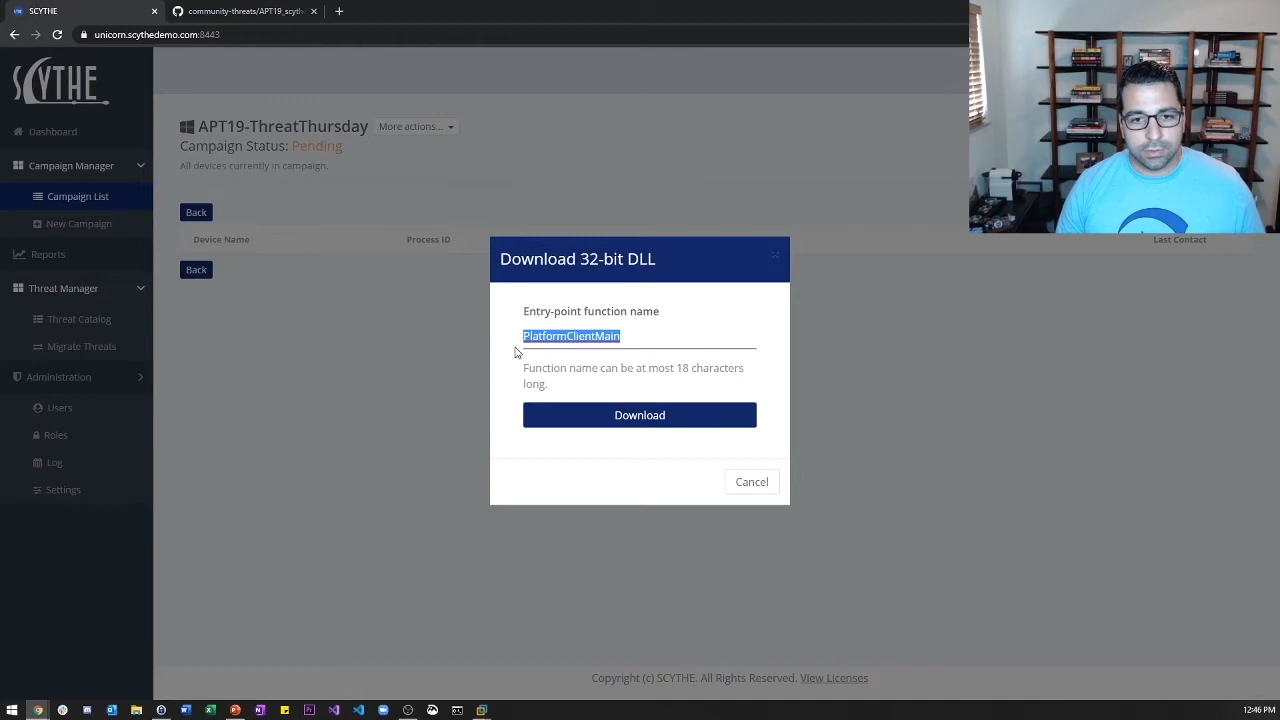 SCYTHE
community-threats/APT19_scythe
unicorn.scythedemo.com:8443
SCYTHE
Dashboard
Campaign Manager
Campaign List
New Campaign
Reports
Threat Manager
Threat Catalog
Migrate Threats
Administration
Users
Roles
Log
Settings
APT19-ThreatThursday More actions...
Campaign Status: Pending
All devices currently in campaign.
Back
Device Name Process ID Last Contact
Back
Download 32-bit DLL
Entry-point function name
PlatformClientMain
Function name can be at most 18 characters
long.
Download
Cancel
Copyright (c) SCYTHE. All Rights Reserved. View Licenses
12:46 PM